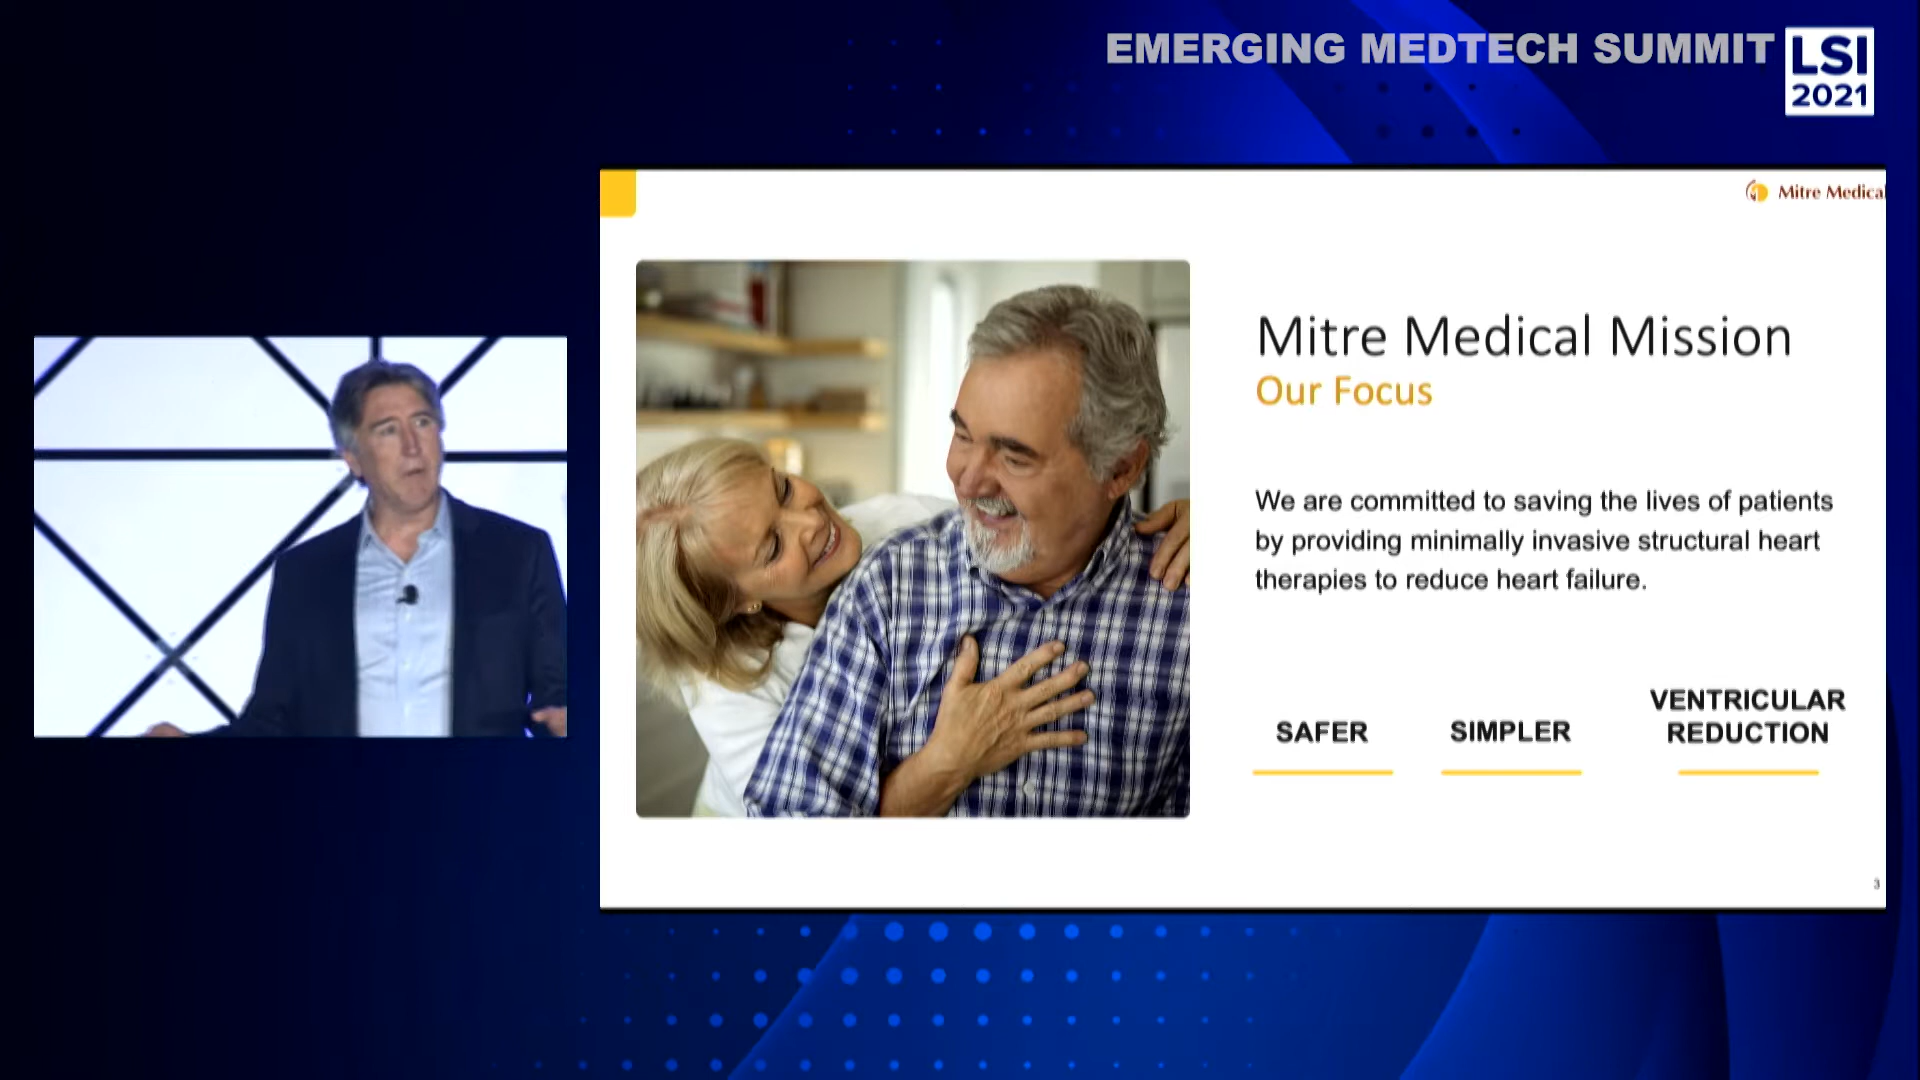 EMERGING MEDTECH SUMMIT
LSI
2021
Mitre Medical
Mitre Medical Mission
Our Focus
We are committed to saving the lives of patients
by providing minimally invasive structural heart
therapies to reduce heart failure.
SAFER
SIMPLER
VENTRICULAR
REDUCTION
3